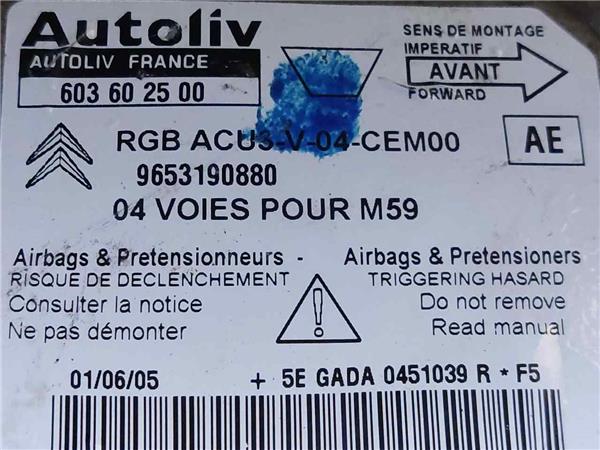 Autoliv
AUTOLIV FRANCE
603 60 25 00
SENS DE MONTAGE
IMPERATIF
AVANT
FORWARD
RGB ACU3-V-04-CEM00
AE
9653190880
04 VOIES POUR M59
Airbags & Pretensionneurs -
RISQUE DE DECLENCHEMENT
Consulter la notice
Ne pas démonter
Airbags & Pretensioners
TRIGGERING HASARD
Do not remove
Read manual
!
01/06/05
+ 5E GADA 0451039 R * F5